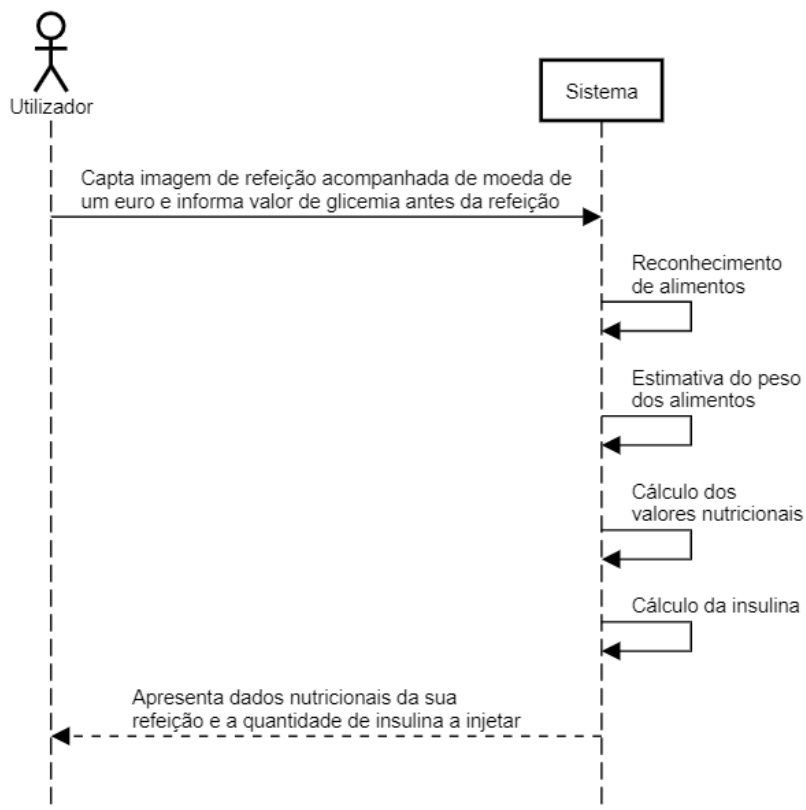 Utilizador
Sistema
Capta imagem de refeição acompanhada de moeda de
um euro e informa valor de glicemia antes da refeição
Reconhecimento
de alimentos
Estimativa do peso
dos alimentos
Cálculo dos
valores nutricionais
Cálculo da insulina
Apresenta dados nutricionais da sua
refeição e a quantidade de insulina a injetar